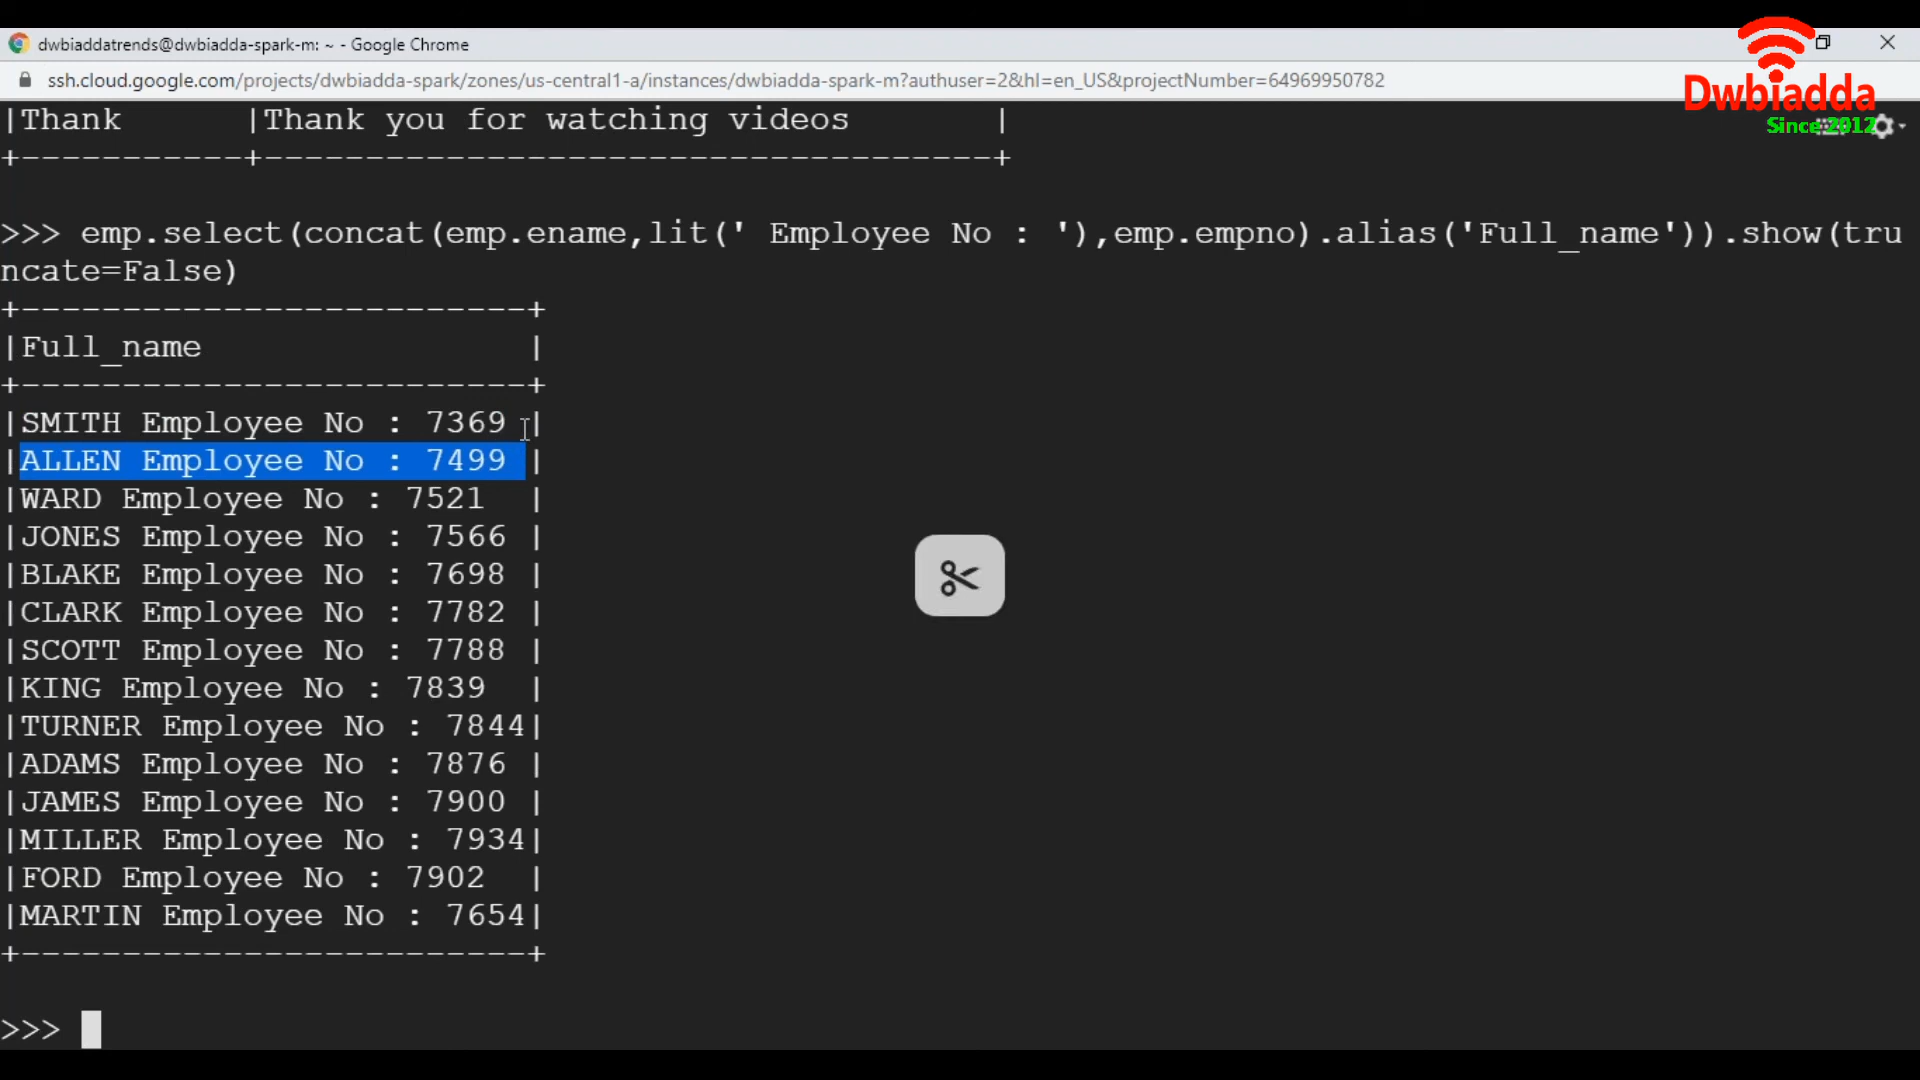 dwbiaddatrends@dwbiadda-spark-m: ~ - Google Chrome
ssh.cloud.google.com/projects/dwbiadda-spark/zones/us-central1-a/instances/dwbiadda-spark-m?authuser=2&hl=en_US&projectNumber=64969950782
Dwbiadda
Since 2012
|Thank      |Thank you for watching videos       |
+-----------+------------------------------------+
>>> emp.select(concat(emp.ename,lit(' Employee No : '),emp.empno).alias('Full_name')).show(tru
ncate=False)
+-------------------------+
|Full_name                |
+-------------------------+
|SMITH Employee No : 7369 |
|ALLEN Employee No : 7499 |
|WARD Employee No : 7521  |
|JONES Employee No : 7566 |
|BLAKE Employee No : 7698 |
|CLARK Employee No : 7782 |
|SCOTT Employee No : 7788 |
|KING Employee No : 7839  |
|TURNER Employee No : 7844|
|ADAMS Employee No : 7876 |
|JAMES Employee No : 7900 |
|MILLER Employee No : 7934|
|FORD Employee No : 7902  |
|MARTIN Employee No : 7654|
+-------------------------+
>>>